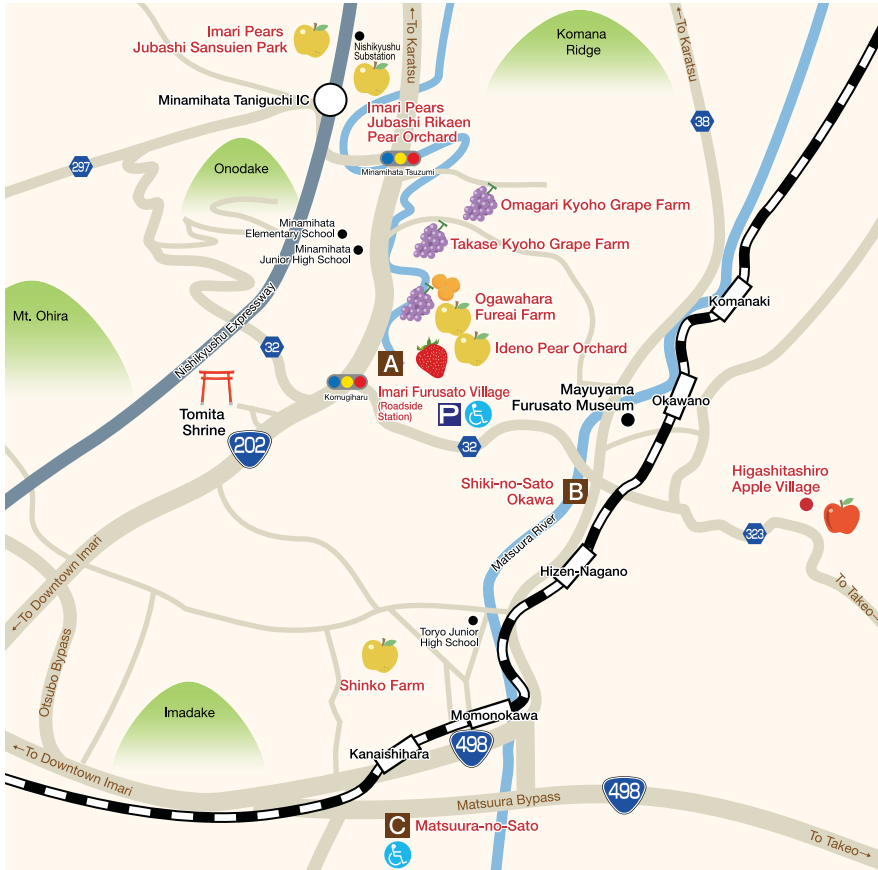 Imari Pears
Jubashi Sansuien Park
Nishikyushu
Substation
←To Karatsu
Komana
Ridge
←To Karatsu
Minamihata Taniguchi IC
Imari Pears
Jubashi Rikaen
Pear Orchard
38
297
Onodake
Minamihata Tsuzumi
Omagari Kyoho Grape Farm
Minamihata
Elementary School
Minamihata
Junior High School
Takase Kyoho Grape Farm
Mt. Ohira
Nishikyushu Expressway
Ogawahara
Fureai Farm
Komanaki
32
Ideno Pear Orchard
A
Komugiharu
Imari Furusato Village
(Roadside
Station)
P
Mayuyama
Furusato Museum
Okawano
Tomita
Shrine
202
32
Shiki-no-Sato
Okawa
B
Higashitashiro
Apple Village
Matsuura River
323
Hizen-Nagano
←To Downtown Imari
To Takeo→
Otsubo Bypass
Toryo Junior
High School
Shinko Farm
Imadake
Momonokawa
498
Kanaishihara
←To Downtown Imari
Matsuura Bypass
498
C
Matsuura-no-Sato
To Takeo→